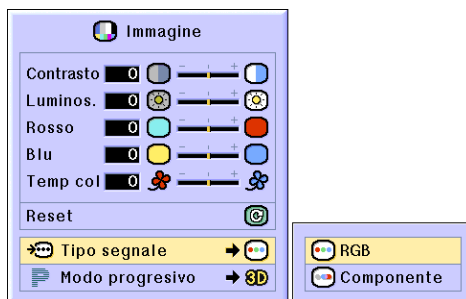 Immagine
Contrasto 0
Luminos. 0
Rosso 0
Blu 0
Temp col 0
Reset
Tipo segnale
Modo progresivo 3D
RGB
Componente